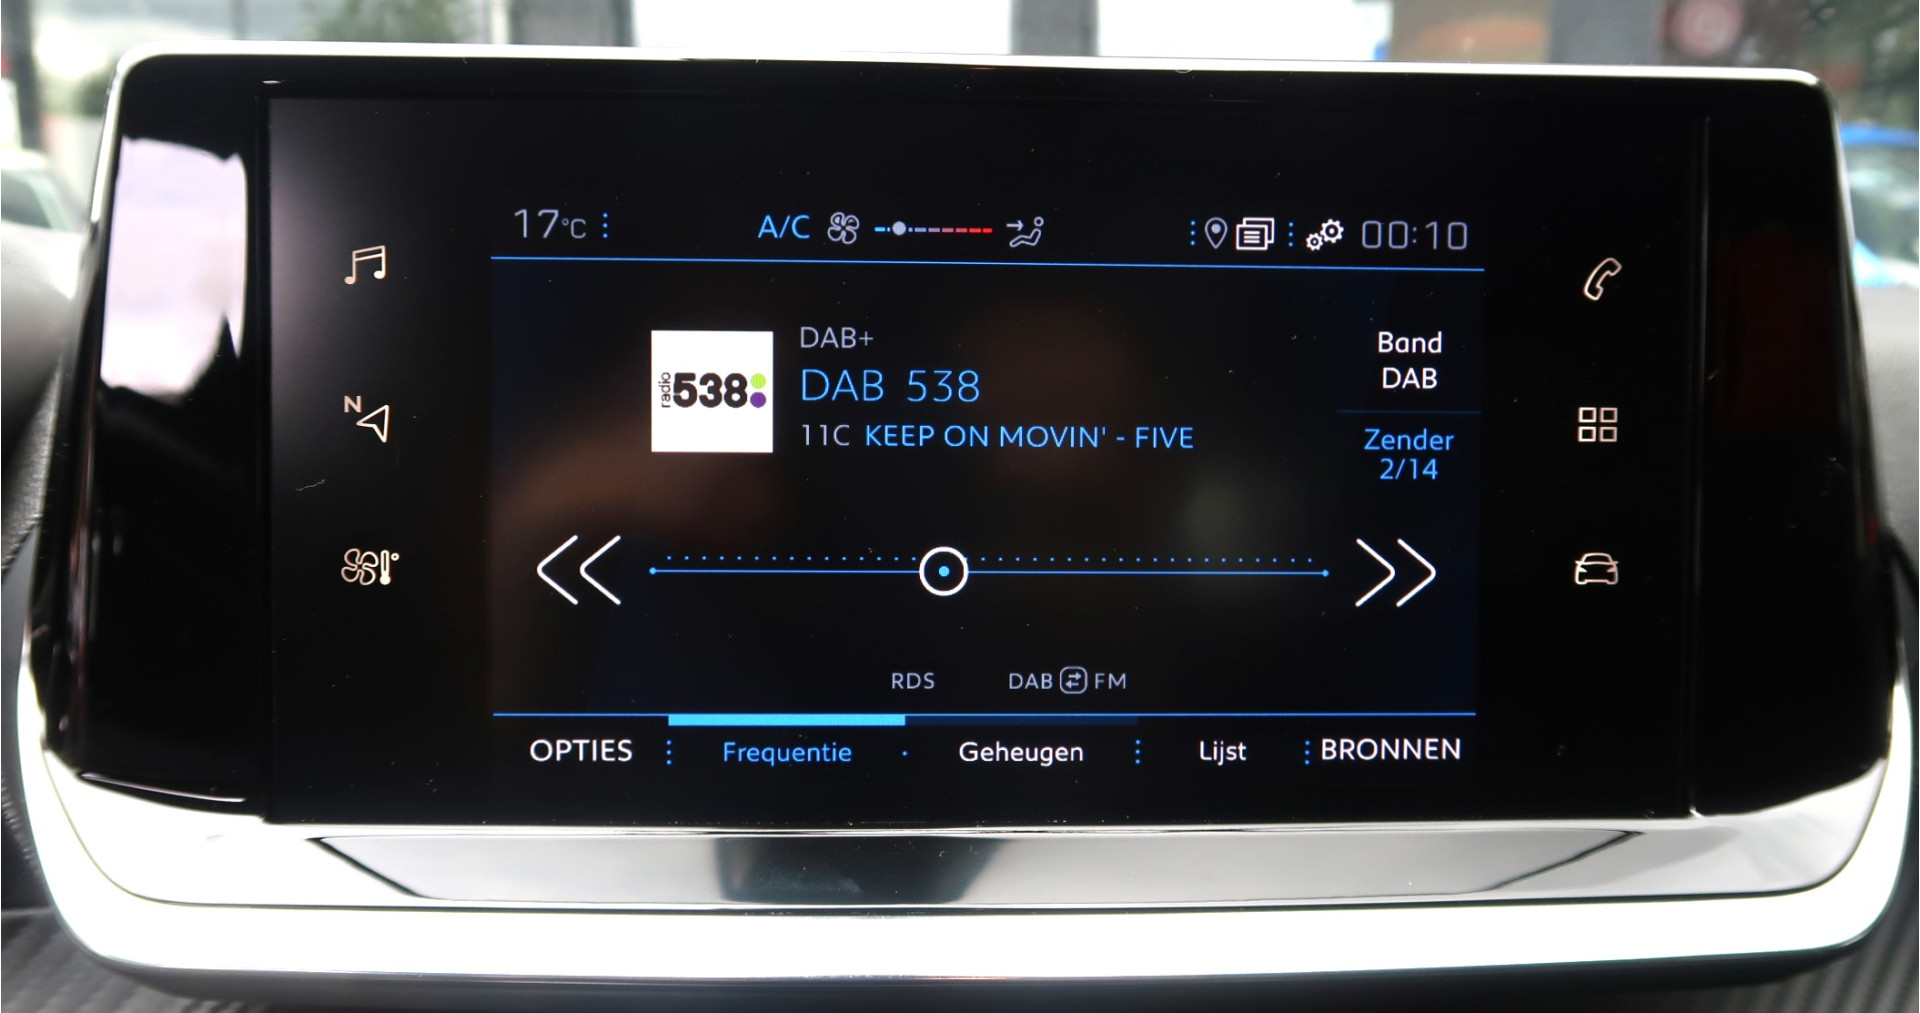 17°C A/C 00:10
DAB+
radio 538
DAB 538
11C KEEP ON MOVIN' - FIVE
Band
DAB
Zender
2/14
N
RDS DAB FM
OPTIES Frequentie Geheugen Lijst BRONNEN